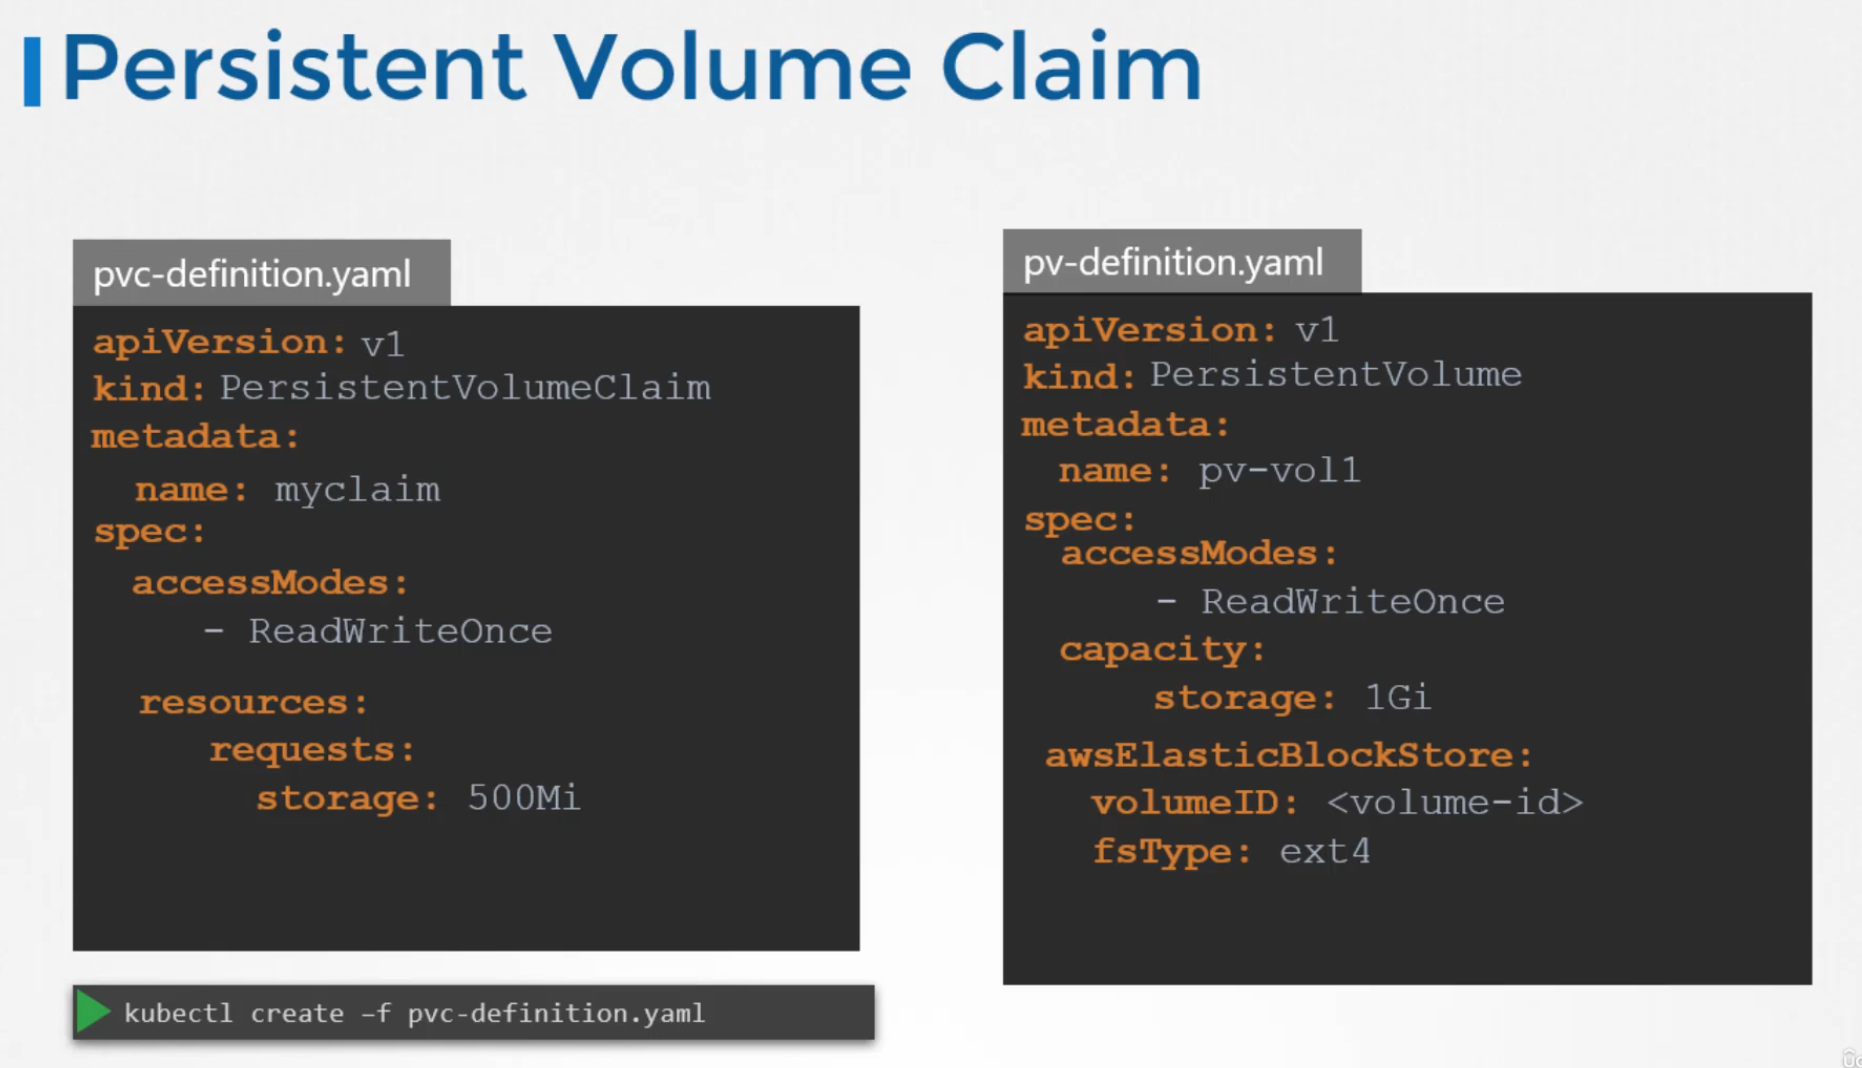 Persistent Volume Claim
pvc-definition.yaml
apiVersion: v1
kind: PersistentVolumeClaim
metadata:
name: myclaim
spec:
accessModes:
- ReadWriteOnce
resources:
requests:
storage: 500Mi
kubectl create –f pvc-definition.yaml
pv-definition.yaml
apiVersion: v1
kind: PersistentVolume
metadata:
name: pv-vol1
spec:
accessModes:
- ReadWriteOnce
capacity:
storage: 1Gi
awsElasticBlockStore:
volumeID: <volume-id>
fsType: ext4